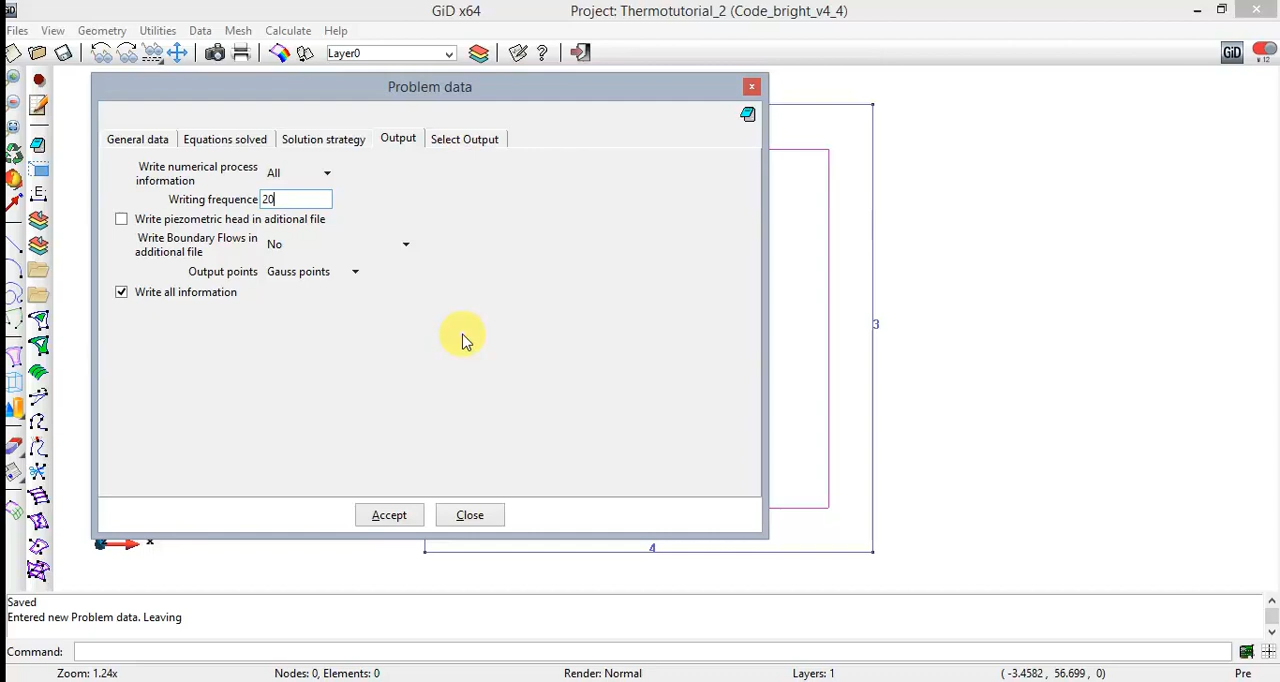 GiD x64 Project: Thermotutorial_2 (Code_bright_v4_4)
Files View Geometry Utilities Data Mesh Calculate Help
Layer0
GiD
v 12
Problem data
General data Equations solved Solution strategy Output Select Output
Write numerical process
information
All
Writing frequence 20
Write piezometric head in aditional file
Write Boundary Flows in
additional file
No
Output points Gauss points
Write all information
Accept Close
3
4
x
Saved
Entered new Problem data. Leaving
Command:
Zoom: 1.24x Nodes: 0, Elements: 0 Render: Normal Layers: 1 ( -3.4582 , 56.699 , 0) Pre